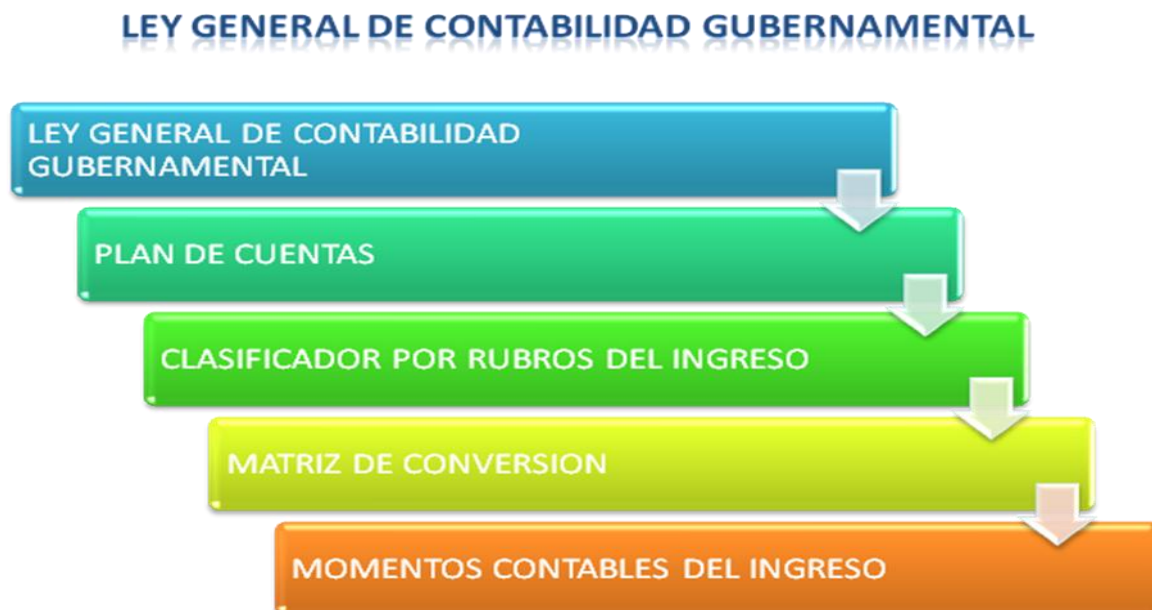 LEY GENERAL DE CONTABILIDAD GUBERNAMENTAL
LEY GENERAL DE CONTABILIDAD
GUBERNAMENTAL
PLAN DE CUENTAS
CLASIFICADOR POR RUBROS DEL INGRESO
MATRIZ DE CONVERSION
MOMENTOS CONTABLES DEL INGRESO